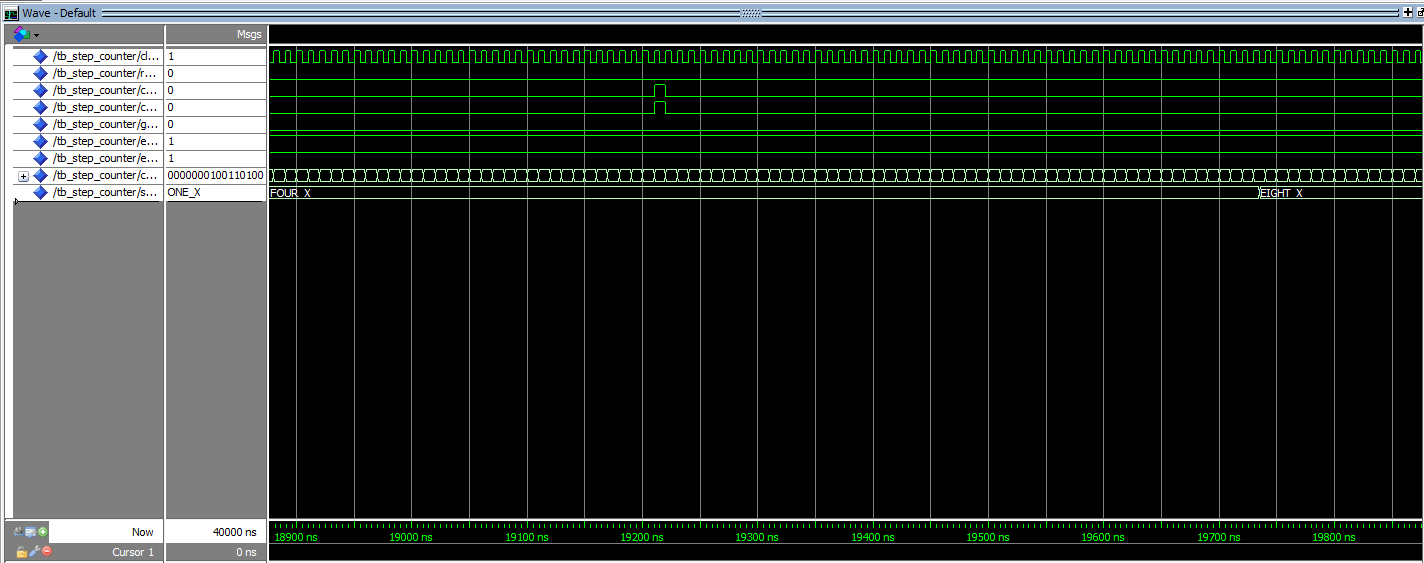 Wave - Default
Msgs
/tb_step_counter/cl... 1
/tb_step_counter/r... 0
/tb_step_counter/c... 0
/tb_step_counter/c... 0
/tb_step_counter/g... 0
/tb_step_counter/e... 1
/tb_step_counter/e... 1
/tb_step_counter/c... 0000000100110100
/tb_step_counter/s... ONE_X FOUR_X EIGHT_X
Now 40000 ns
18900 ns 19000 ns 19100 ns 19200 ns 19300 ns 19400 ns 19500 ns 19600 ns 19700 ns 19800 ns
Cursor 1 0 ns